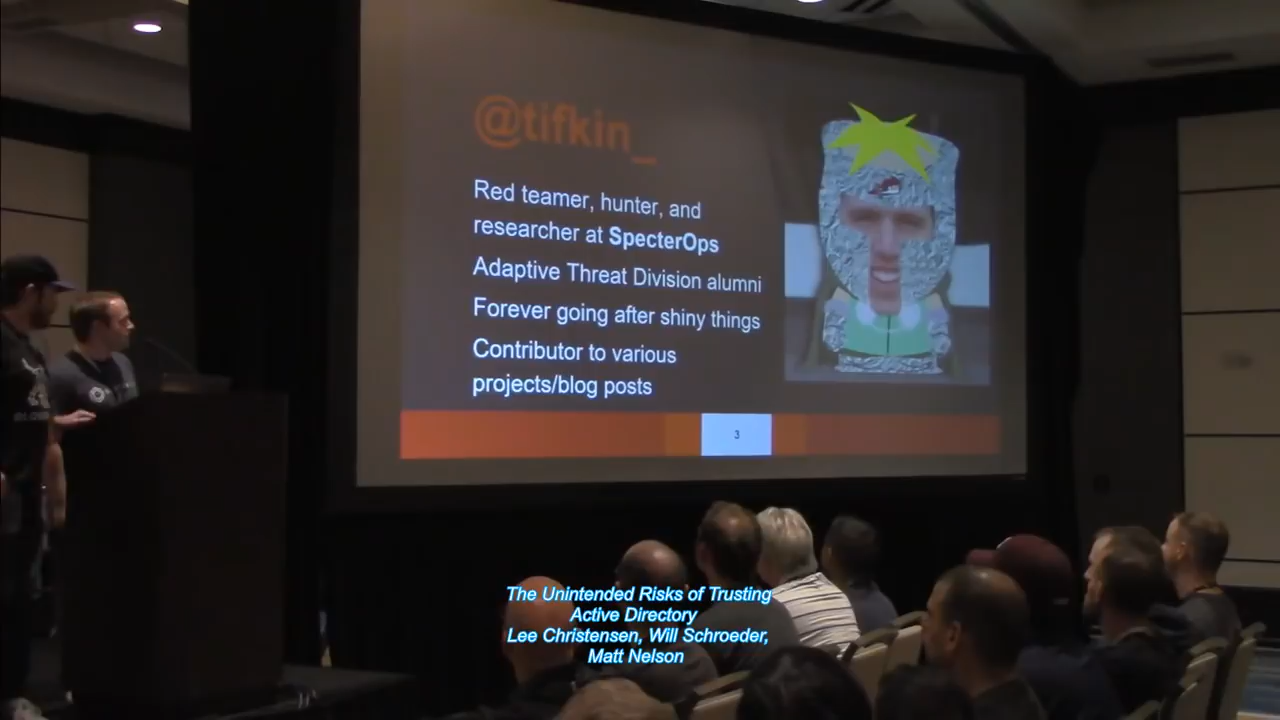 @tifkin_
Red teamer, hunter, and
researcher at SpecterOps
Adaptive Threat Division alumni
Forever going after shiny things
Contributor to various
projects/blog posts
3
The Unintended Risks of Trusting
Active Directory
Lee Christensen, Will Schroeder,
Matt Nelson